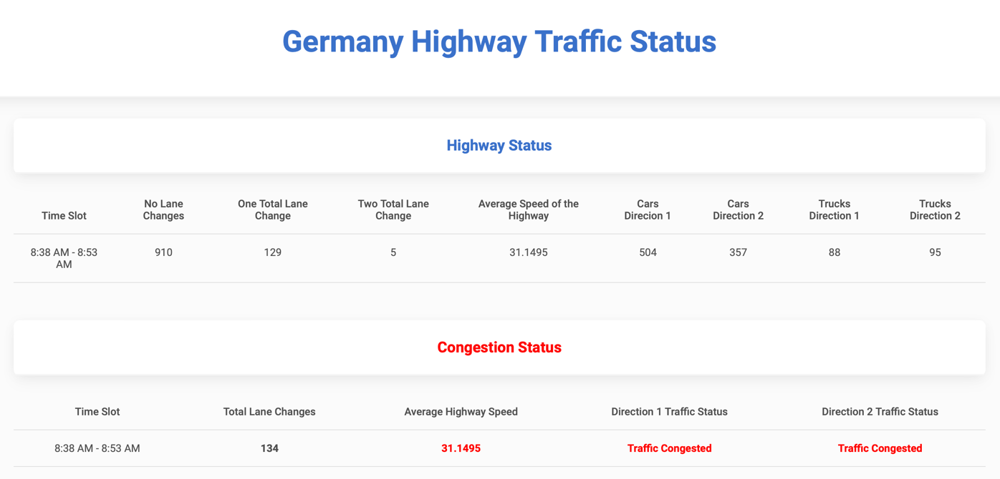 Germany Highway Traffic Status
Highway Status
Time Slot No Lane Changes One Total Lane Change Two Total Lane Change Average Speed of the Highway Cars Direcion 1 Cars Direction 2 Trucks Direction 1 Trucks Direction 2
8:38 AM - 8:53 AM 910 129 5 31.1495 504 357 88 95
Congestion Status
Time Slot Total Lane Changes Average Highway Speed Direction 1 Traffic Status Direction 2 Traffic Status
8:38 AM - 8:53 AM 134 31.1495 Traffic Congested Traffic Congested